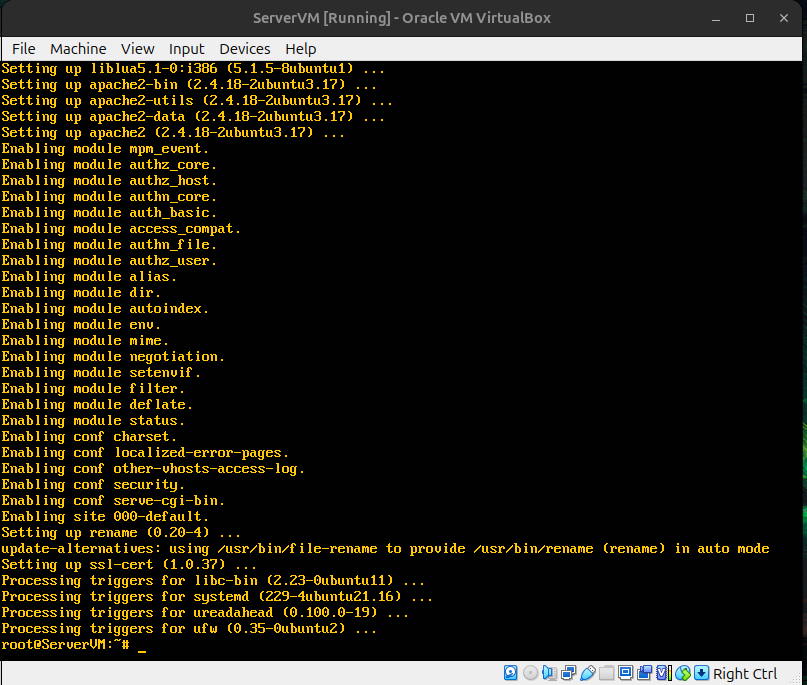 ServerVM [Running] - Oracle VM VirtualBox
File Machine View Input Devices Help
Setting up liblua5.1-0:i386 (5.1.5-8ubuntu1) ...
Setting up apache2-bin (2.4.18-2ubuntu3.17) ...
Setting up apache2-utils (2.4.18-2ubuntu3.17) ...
Setting up apache2-data (2.4.18-2ubuntu3.17) ...
Setting up apache2 (2.4.18-2ubuntu3.17) ...
Enabling module mpm_event.
Enabling module authz_core.
Enabling module authz_host.
Enabling module authn_core.
Enabling module auth_basic.
Enabling module access_compat.
Enabling module authn_file.
Enabling module authz_user.
Enabling module alias.
Enabling module dir.
Enabling module autoindex.
Enabling module env.
Enabling module mime.
Enabling module negotiation.
Enabling module setenvif.
Enabling module filter.
Enabling module deflate.
Enabling module status.
Enabling conf charset.
Enabling conf localized-error-pages.
Enabling conf other-vhosts-access-log.
Enabling conf security.
Enabling conf serve-cgi-bin.
Enabling site 000-default.
Setting up rename (0.20-4) ...
update-alternatives: using /usr/bin/file-rename to provide /usr/bin/rename (rename) in auto mode
Setting up ssl-cert (1.0.37) ...
Processing triggers for libc-bin (2.23-0ubuntu11) ...
Processing triggers for systemd (229-4ubuntu21.16) ...
Processing triggers for ureadahead (0.100.0-19) ...
Processing triggers for ufw (0.35-0ubuntu2) ...
root@ServerVM:~# _
Right Ctrl